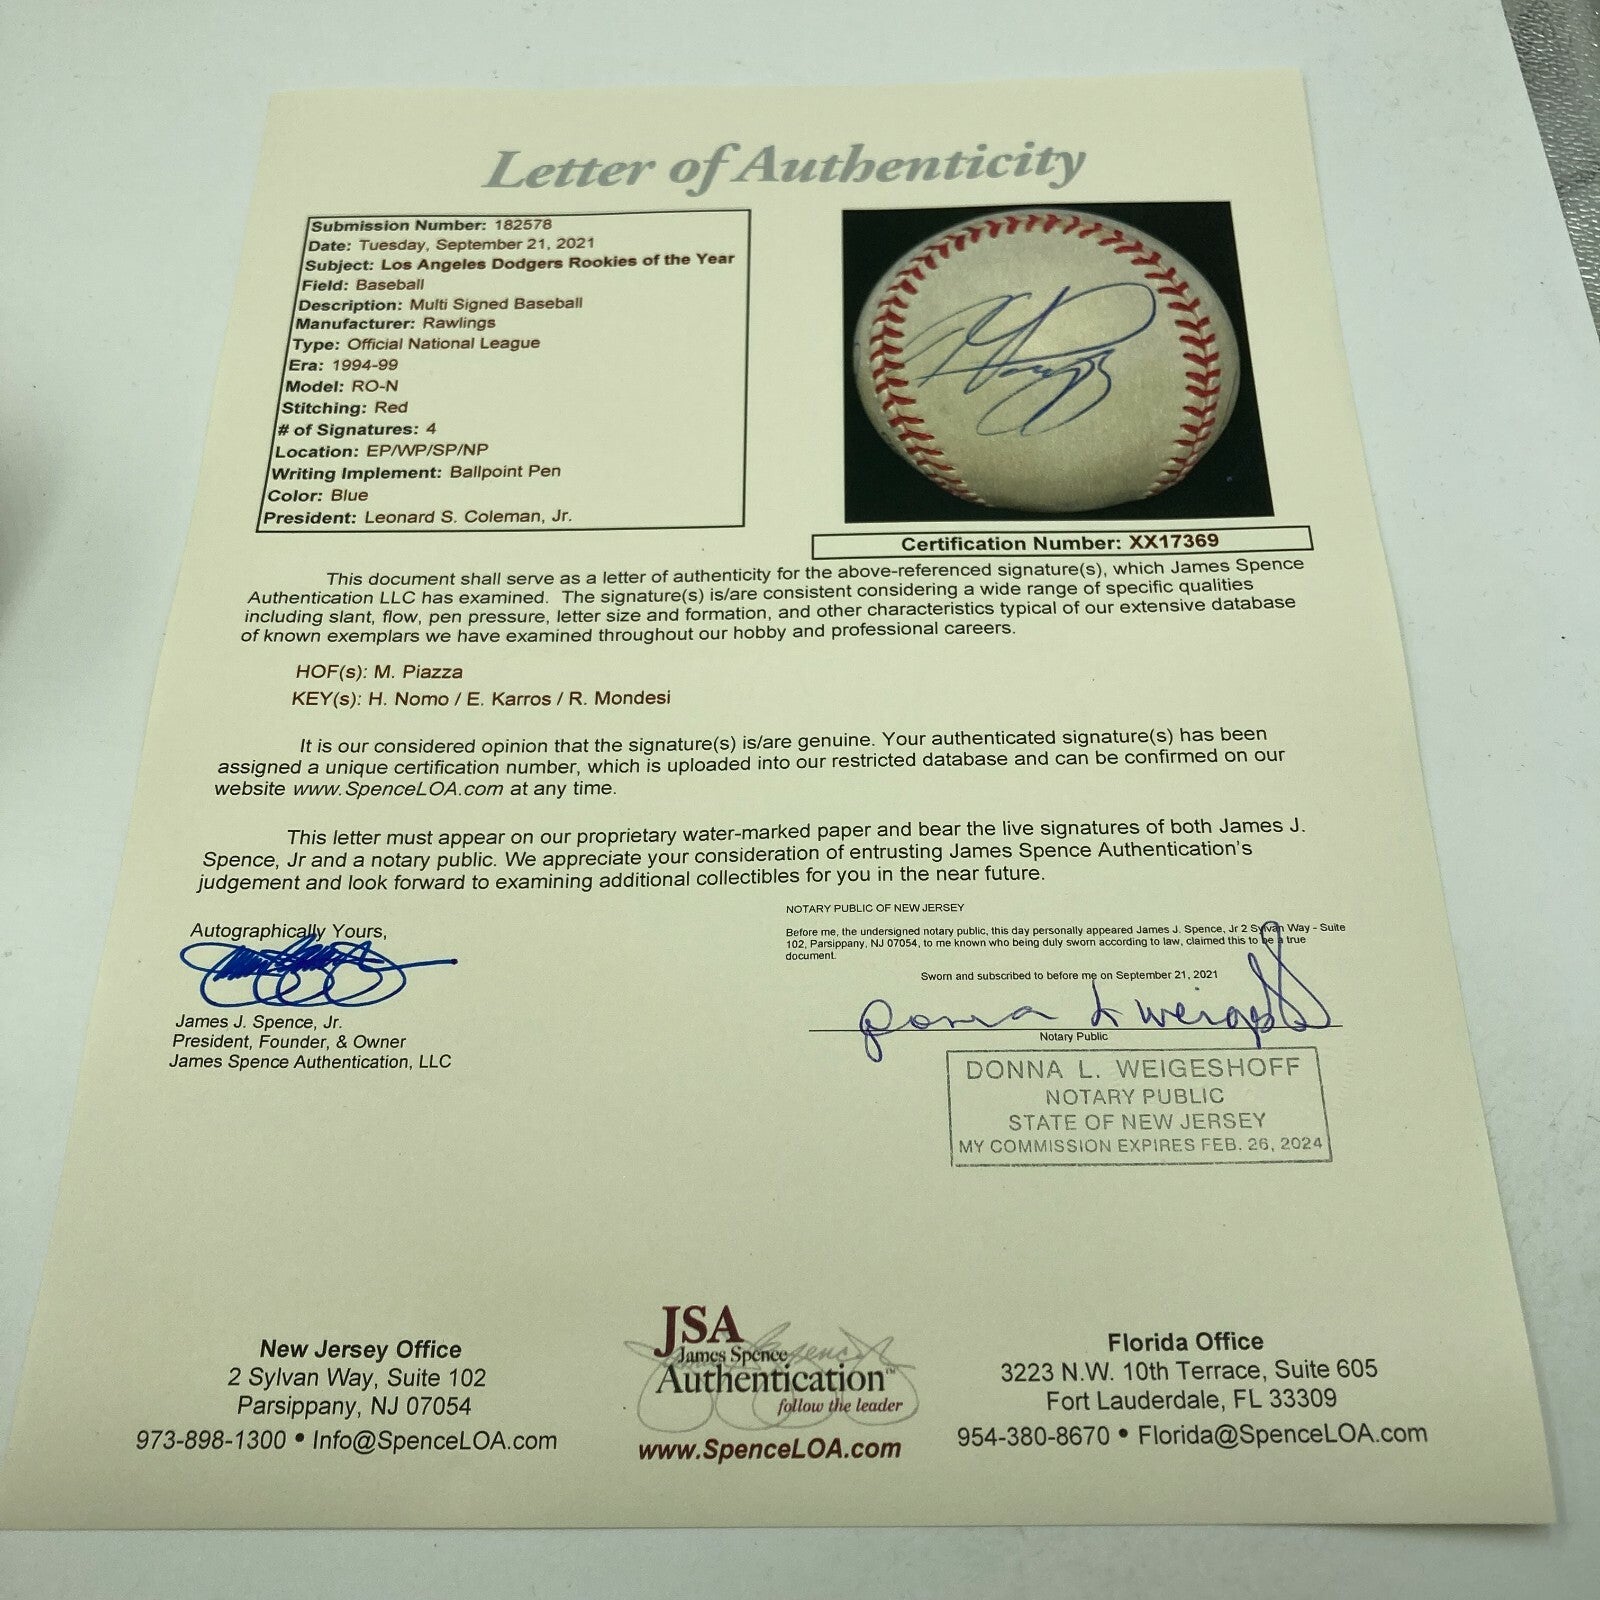 Letter of Authenticity
Submission Number: 182578
Date: Tuesday, September 21, 2021
Subject: Los Angeles Dodgers Rookies of the Year
Field: Baseball
Description: Multi Signed Baseball
Manufacturer: Rawlings
Type: Official National League
Era: 1994-99
Model: RO-N
Stitching: Red
# of Signatures: 4
Location: EP/WP/SP/NP
Writing Implement: Ballpoint Pen
Color: Blue
President: Leonard S. Coleman, Jr.
Certification Number: XX17369
This document shall serve as a letter of authenticity for the above-referenced signature(s), which James Spence
Authentication LLC has examined. The signature(s) is/are consistent considering a wide range of specific qualities
including slant, flow, pen pressure, letter size and formation, and other characteristics typical of our extensive database
of known exemplars we have examined throughout our hobby and professional careers.
HOF(s): M. Piazza
KEY(s): H. Nomo / E. Karros / R. Mondesi
It is our considered opinion that the signature(s) is/are genuine. Your authenticated signature(s) has been
assigned a unique certification number, which is uploaded into our restricted database and can be confirmed on our
website www.SpenceLOA.com at any time.
This letter must appear on our proprietary water-marked paper and bear the live signatures of both James J.
Spence, Jr and a notary public. We appreciate your consideration of entrusting James Spence Authentication's
judgement and look forward to examining additional collectibles for you in the near future.
Autographically Yours,
James J. Spence, Jr.
President, Founder, & Owner
James Spence Authentication, LLC
NOTARY PUBLIC OF NEW JERSEY
Before me, the undersigned notary public, this day personally appeared James J. Spence, Jr 2 Sylvan Way - Suite
102, Parsippany, NJ 07054, to me known who being duly sworn according to law, claimed this to be a true
document.
Sworn and subscribed to before me on September 21, 2021
Donna L Weigeshoff
Notary Public
DONNA L. WEIGESHOFF
NOTARY PUBLIC
STATE OF NEW JERSEY
MY COMMISSION EXPIRES FEB. 26, 2024
New Jersey Office
2 Sylvan Way, Suite 102
Parsippany, NJ 07054
973-898-1300 • Info@SpenceLOA.com
JSA
James Spence
Authentication™
follow the leader
www.SpenceLOA.com
Florida Office
3223 N.W. 10th Terrace, Suite 605
Fort Lauderdale, FL 33309
954-380-8670 • Florida@SpenceLOA.com